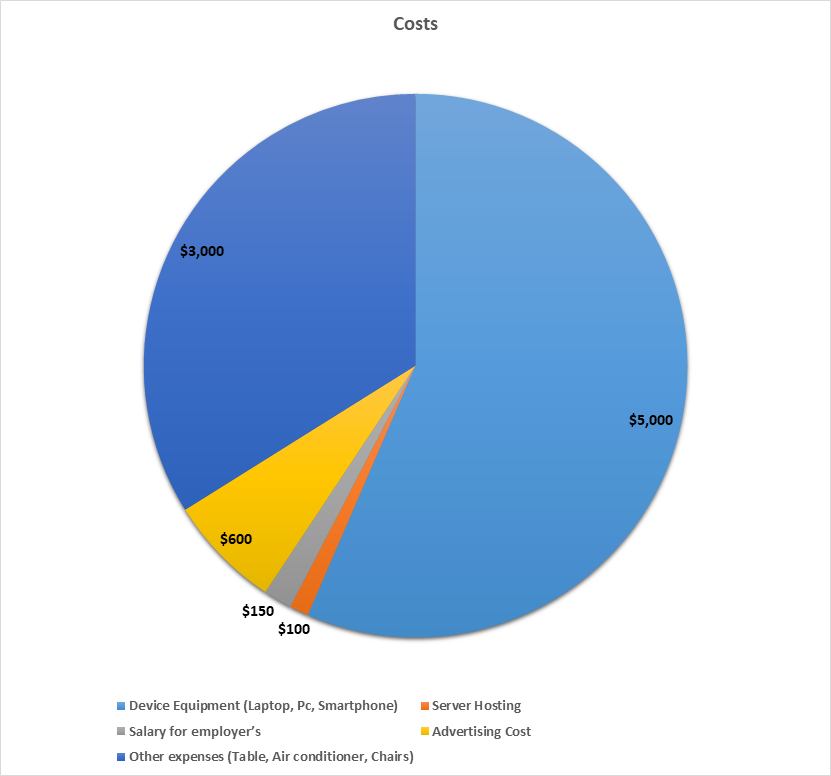 Costs
$3,000
$5,000
$600
$150
$100
Device Equipment (Laptop, Pc, Smartphone) Server Hosting
Salary for employer’s Advertising Cost
Other expenses (Table, Air conditioner, Chairs)